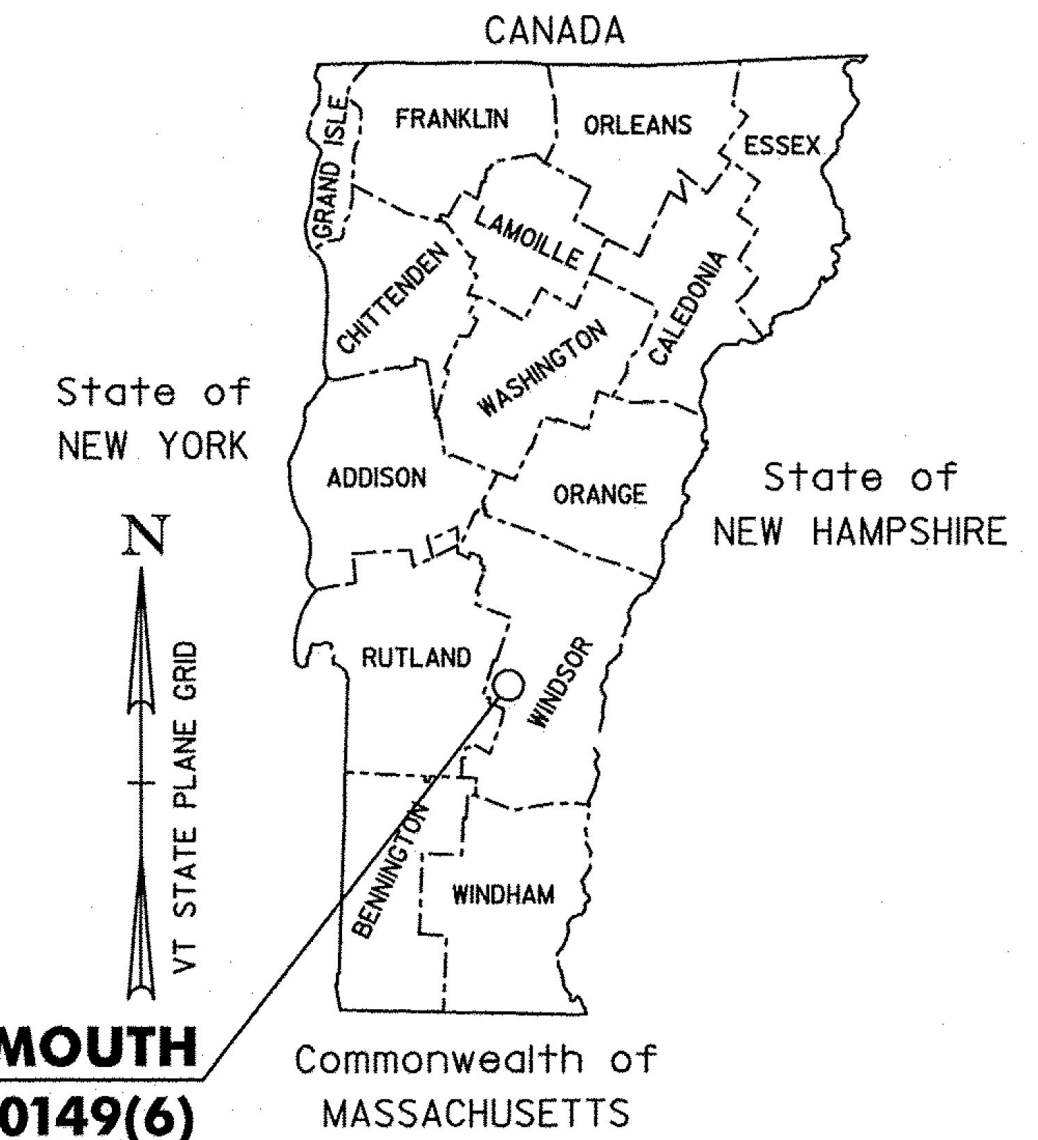 CANADA
GRAND ISLE
FRANKLIN
ORLEANS
ESSEX
LAMOILLE
CHITTENDEN
CALEDONIA
WASHINGTON
State of
NEW YORK
ADDISON
ORANGE
State of
NEW HAMPSHIRE
N
VT STATE PLANE GRID
RUTLAND
WINDSOR
BENNINGTON
WINDHAM
MOUTH
0149(6)
Commonwealth of
MASSACHUSETTS